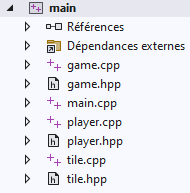 main
Références
Dépendances externes
game.cpp
game.hpp
main.cpp
player.cpp
player.hpp
tile.cpp
tile.hpp